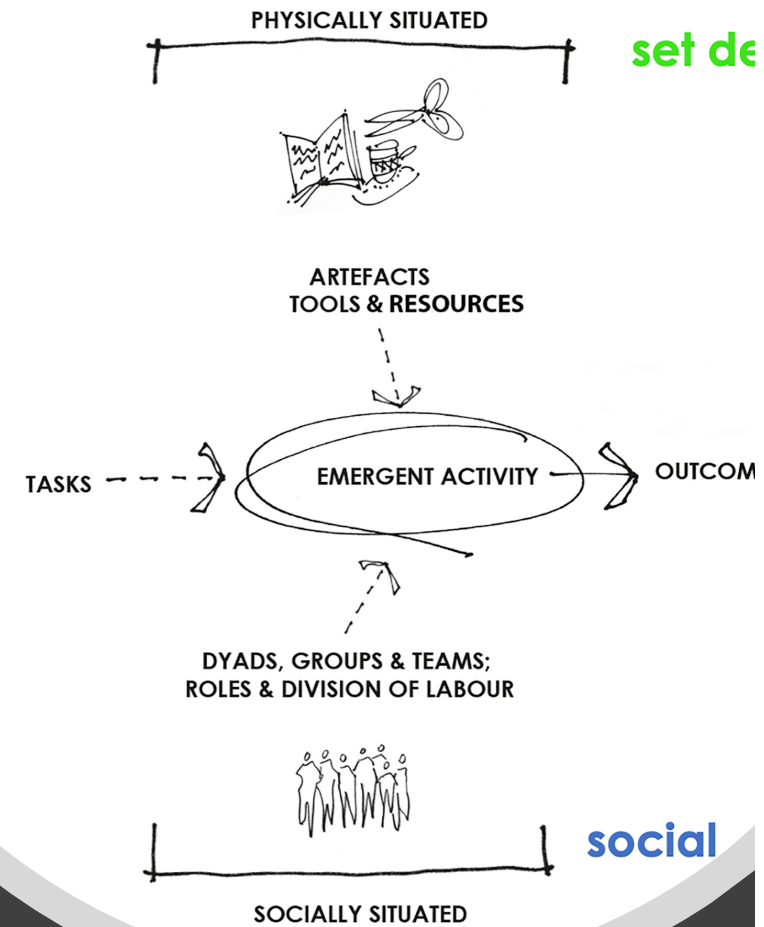 PHYSICALLY SITUATED
set de
ARTEFACTS
TOOLS & RESOURCES
TASKS
EMERGENT ACTIVITY
OUTCOM
DYADS, GROUPS & TEAMS;
ROLES & DIVISION OF LABOUR
social
SOCIALLY SITUATED